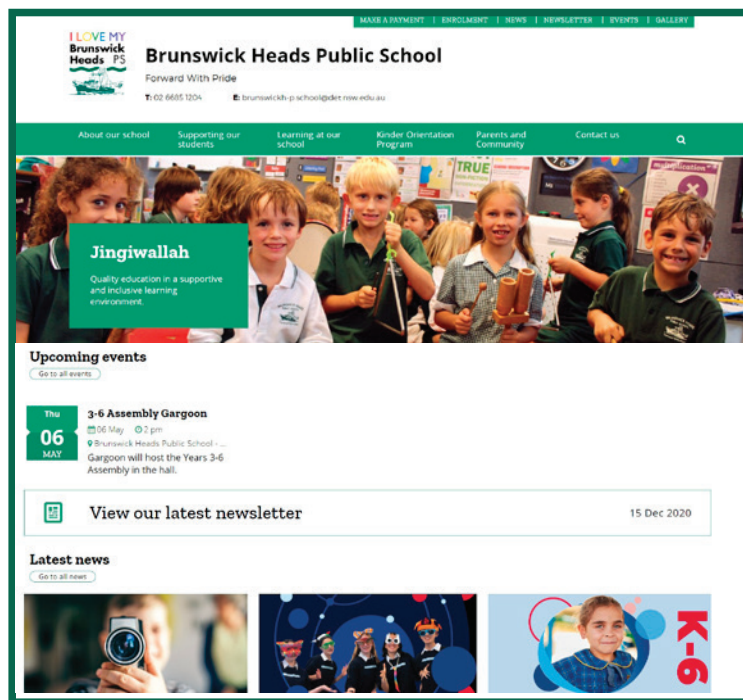 MAKE A PAYMENT | ENROLMENT | NEWS | NEWSLETTER | EVENTS | GALLERY
I LOVE MY
Brunswick
Heads PS
Brunswick Heads Public School
Forward With Pride
T: 02 6685 1204 E: brunswickh-p.school@det.nsw.edu.au
About our school
Supporting our
students
Learning at our
school
Kinder Orientation
Program
Parents and
Community
Contact us
multiplication
TRUE
NON-FICTION
Jingiwallah
Quality education in a supportive
and inclusive learning
environment.
Upcoming events
Go to all events
Thu
06
MAY
3-6 Assembly Gargoon
06 May 2 pm
Brunswick Heads Public School - ...
Gargoon will host the Years 3-6
Assembly in the hall.
View our latest newsletter 15 Dec 2020
Latest news
Go to all news
K-6